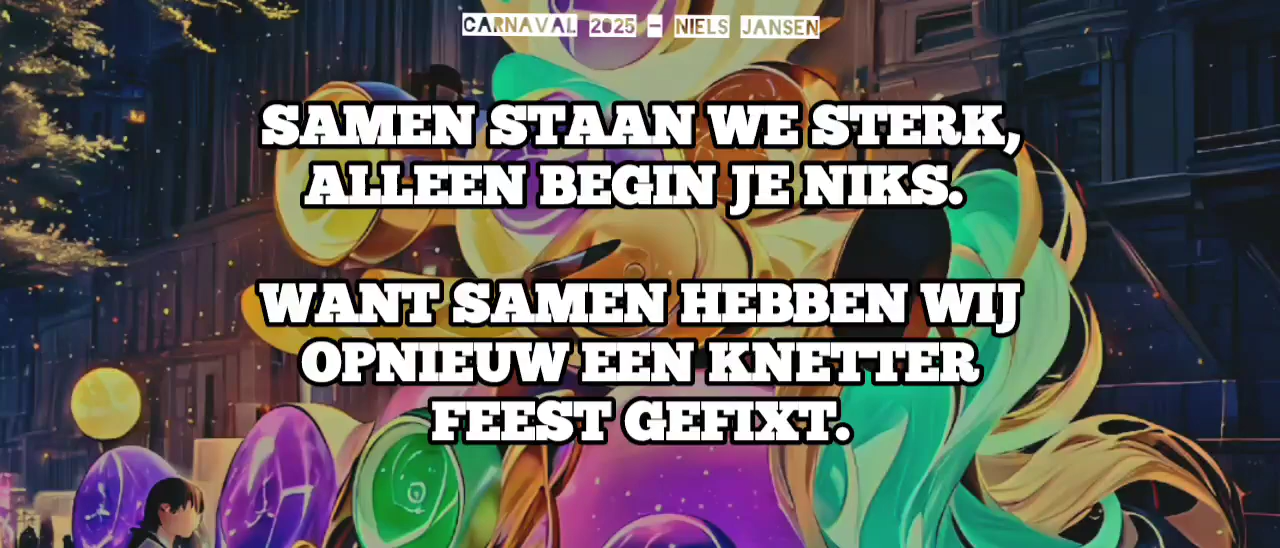 CARNAVAL 2025 - NIELS JANSEN
SAMEN STAAN WE STERK,
ALLEEN BEGIN JE NIKS.
WANT SAMEN HEBBEN WIJ
OPNIEUW EEN KNETTER
FEEST GEFIXT.